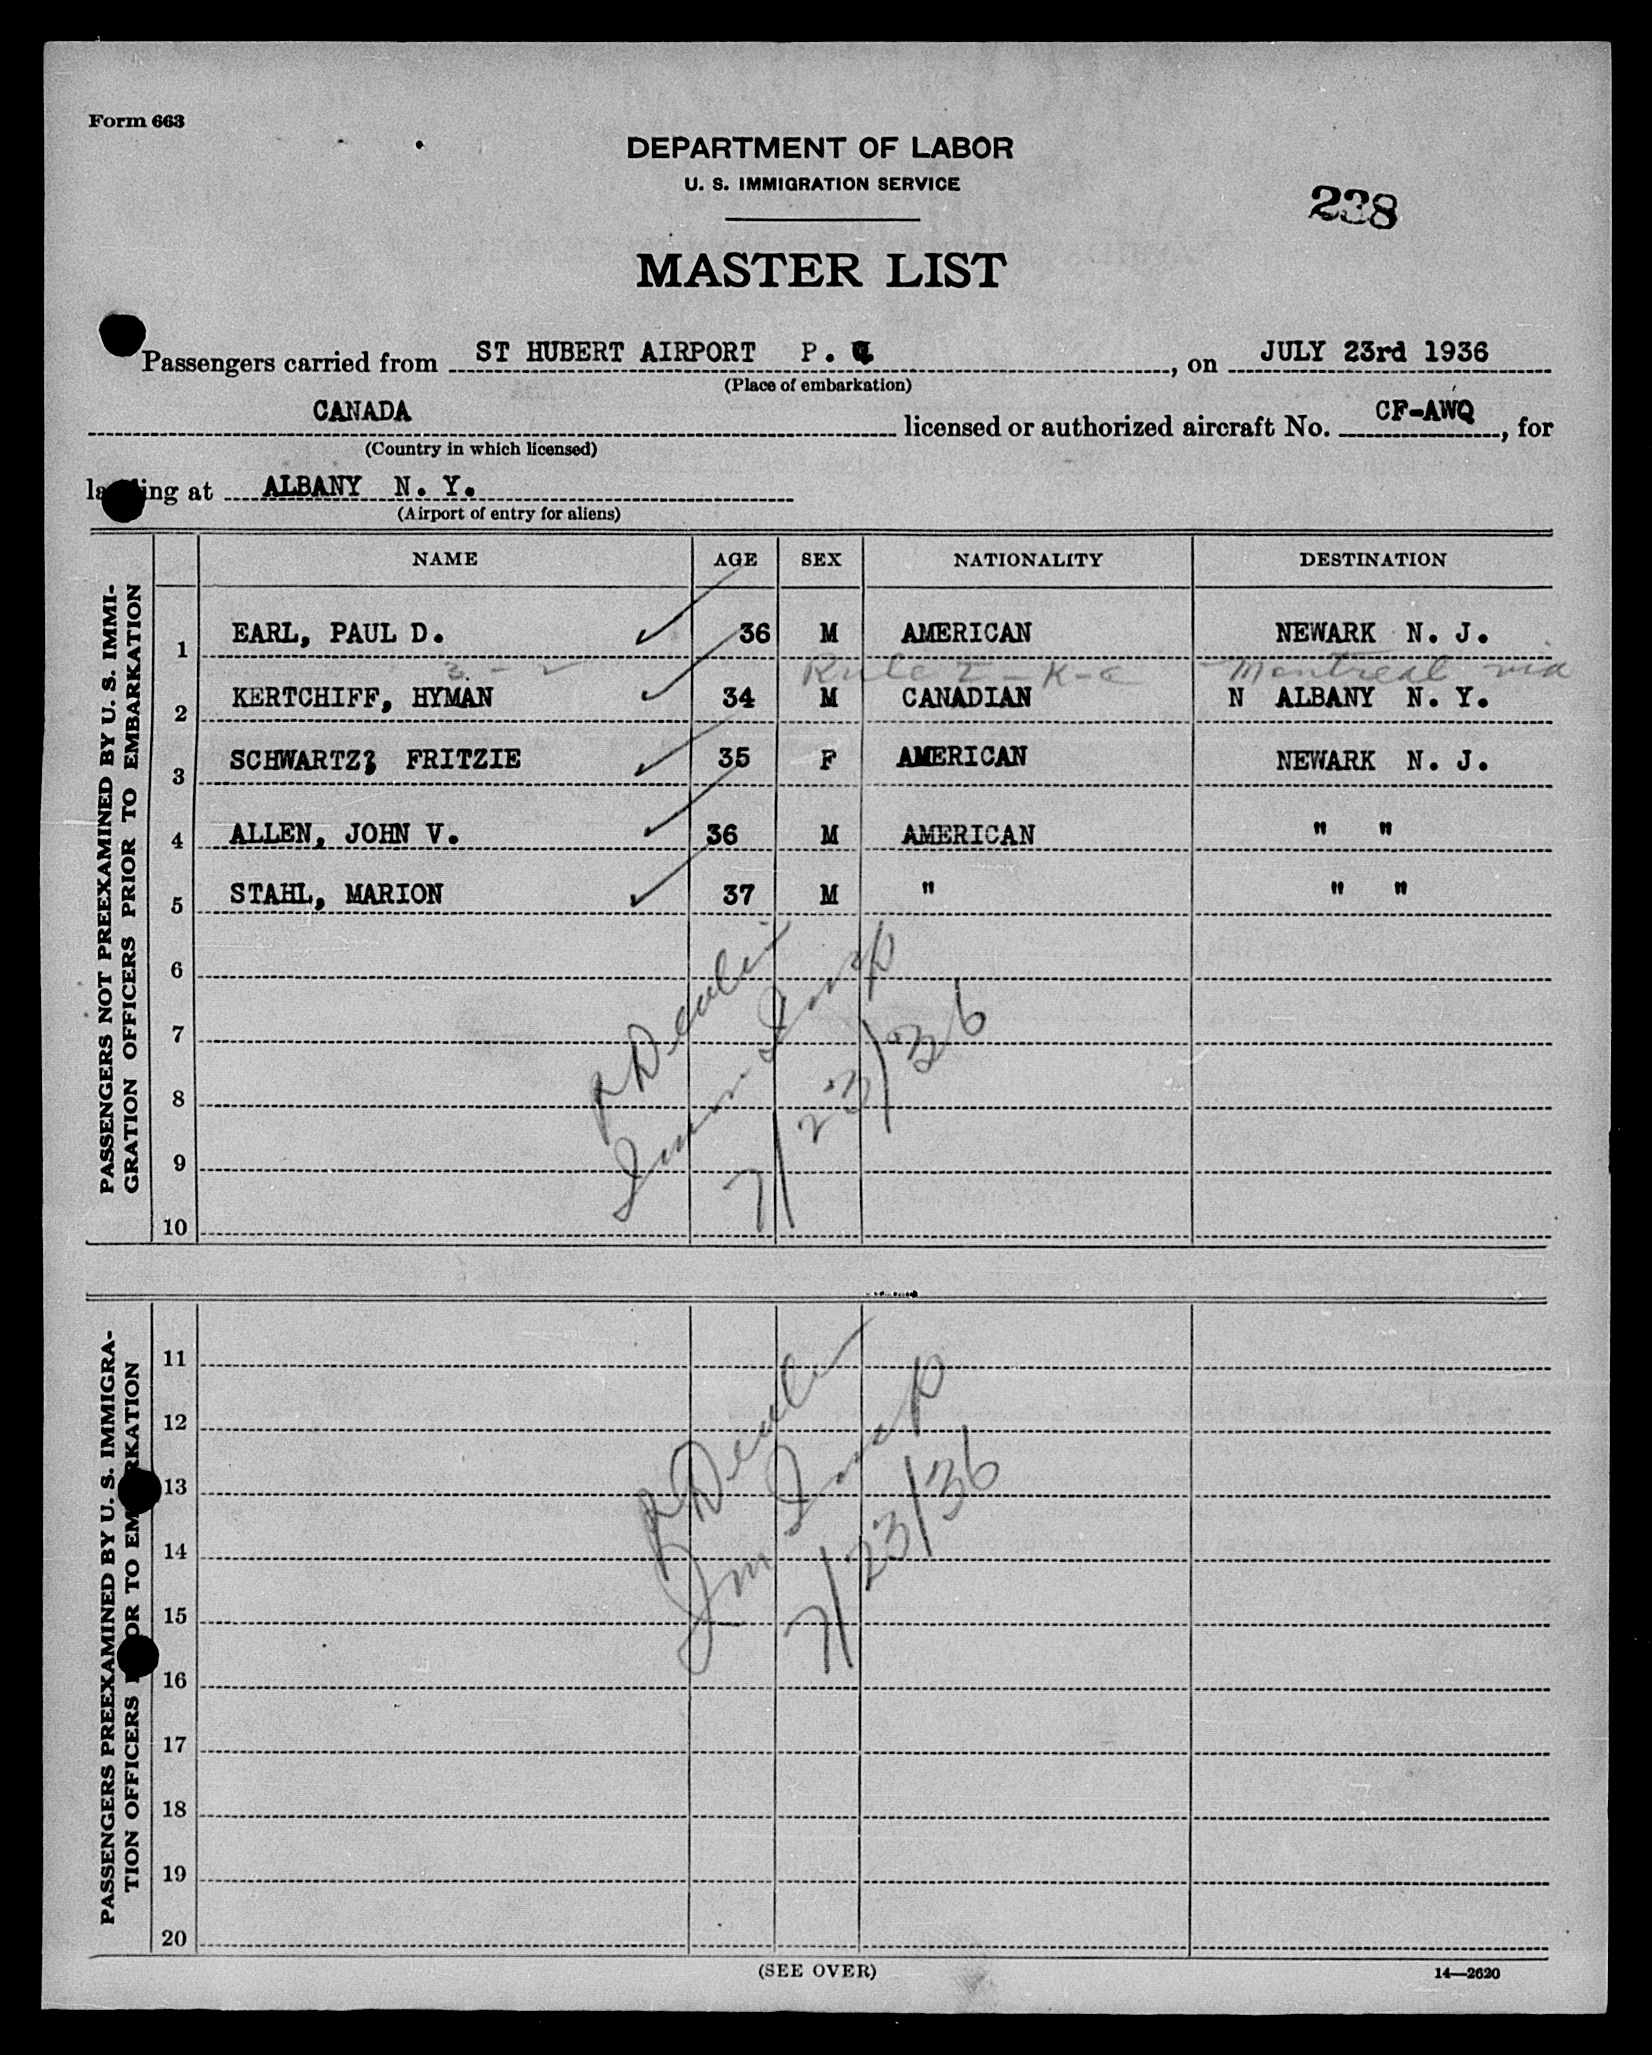 Form 663
DEPARTMENT OF LABOR
U. S. IMMIGRATION SERVICE
238
MASTER LIST
Passengers carried from ST HUBERT AIRPORT P. Q , on JULY 23rd 1936
(Place of embarkation)
CANADA licensed or authorized aircraft No. CF-AWQ , for
(Country in which licensed)
landing at ALBANY N. Y.
(Airport of entry for aliens)
NAME AGE SEX NATIONALITY DESTINATION
PASSENGERS NOT PREEXAMINED BY U. S. IMMI-
GRATION OFFICERS PRIOR TO EMBARKATION
1 EARL, PAUL D. 36 M AMERICAN NEWARK N. J.
3 - 2 Rule I - K - C Montreal via
2 KERTCHIFF, HYMAN 34 M CANADIAN N ALBANY N. Y.
3 SCHWARTZ, FRITZIE 35 F AMERICAN NEWARK N. J.
4 ALLEN, JOHN V. 36 M AMERICAN " "
5 STAHL, MARION 37 M " " "
6
7
8
9
10
Imm Insp
7/23/36
PASSENGERS PREEXAMINED BY U. S. IMMIGRA-
TION OFFICERS PRIOR TO EMBARKATION
11
12
13
14
15
16
17
18
19
20
Imm Insp
7/23/36
(SEE OVER)
14—2620